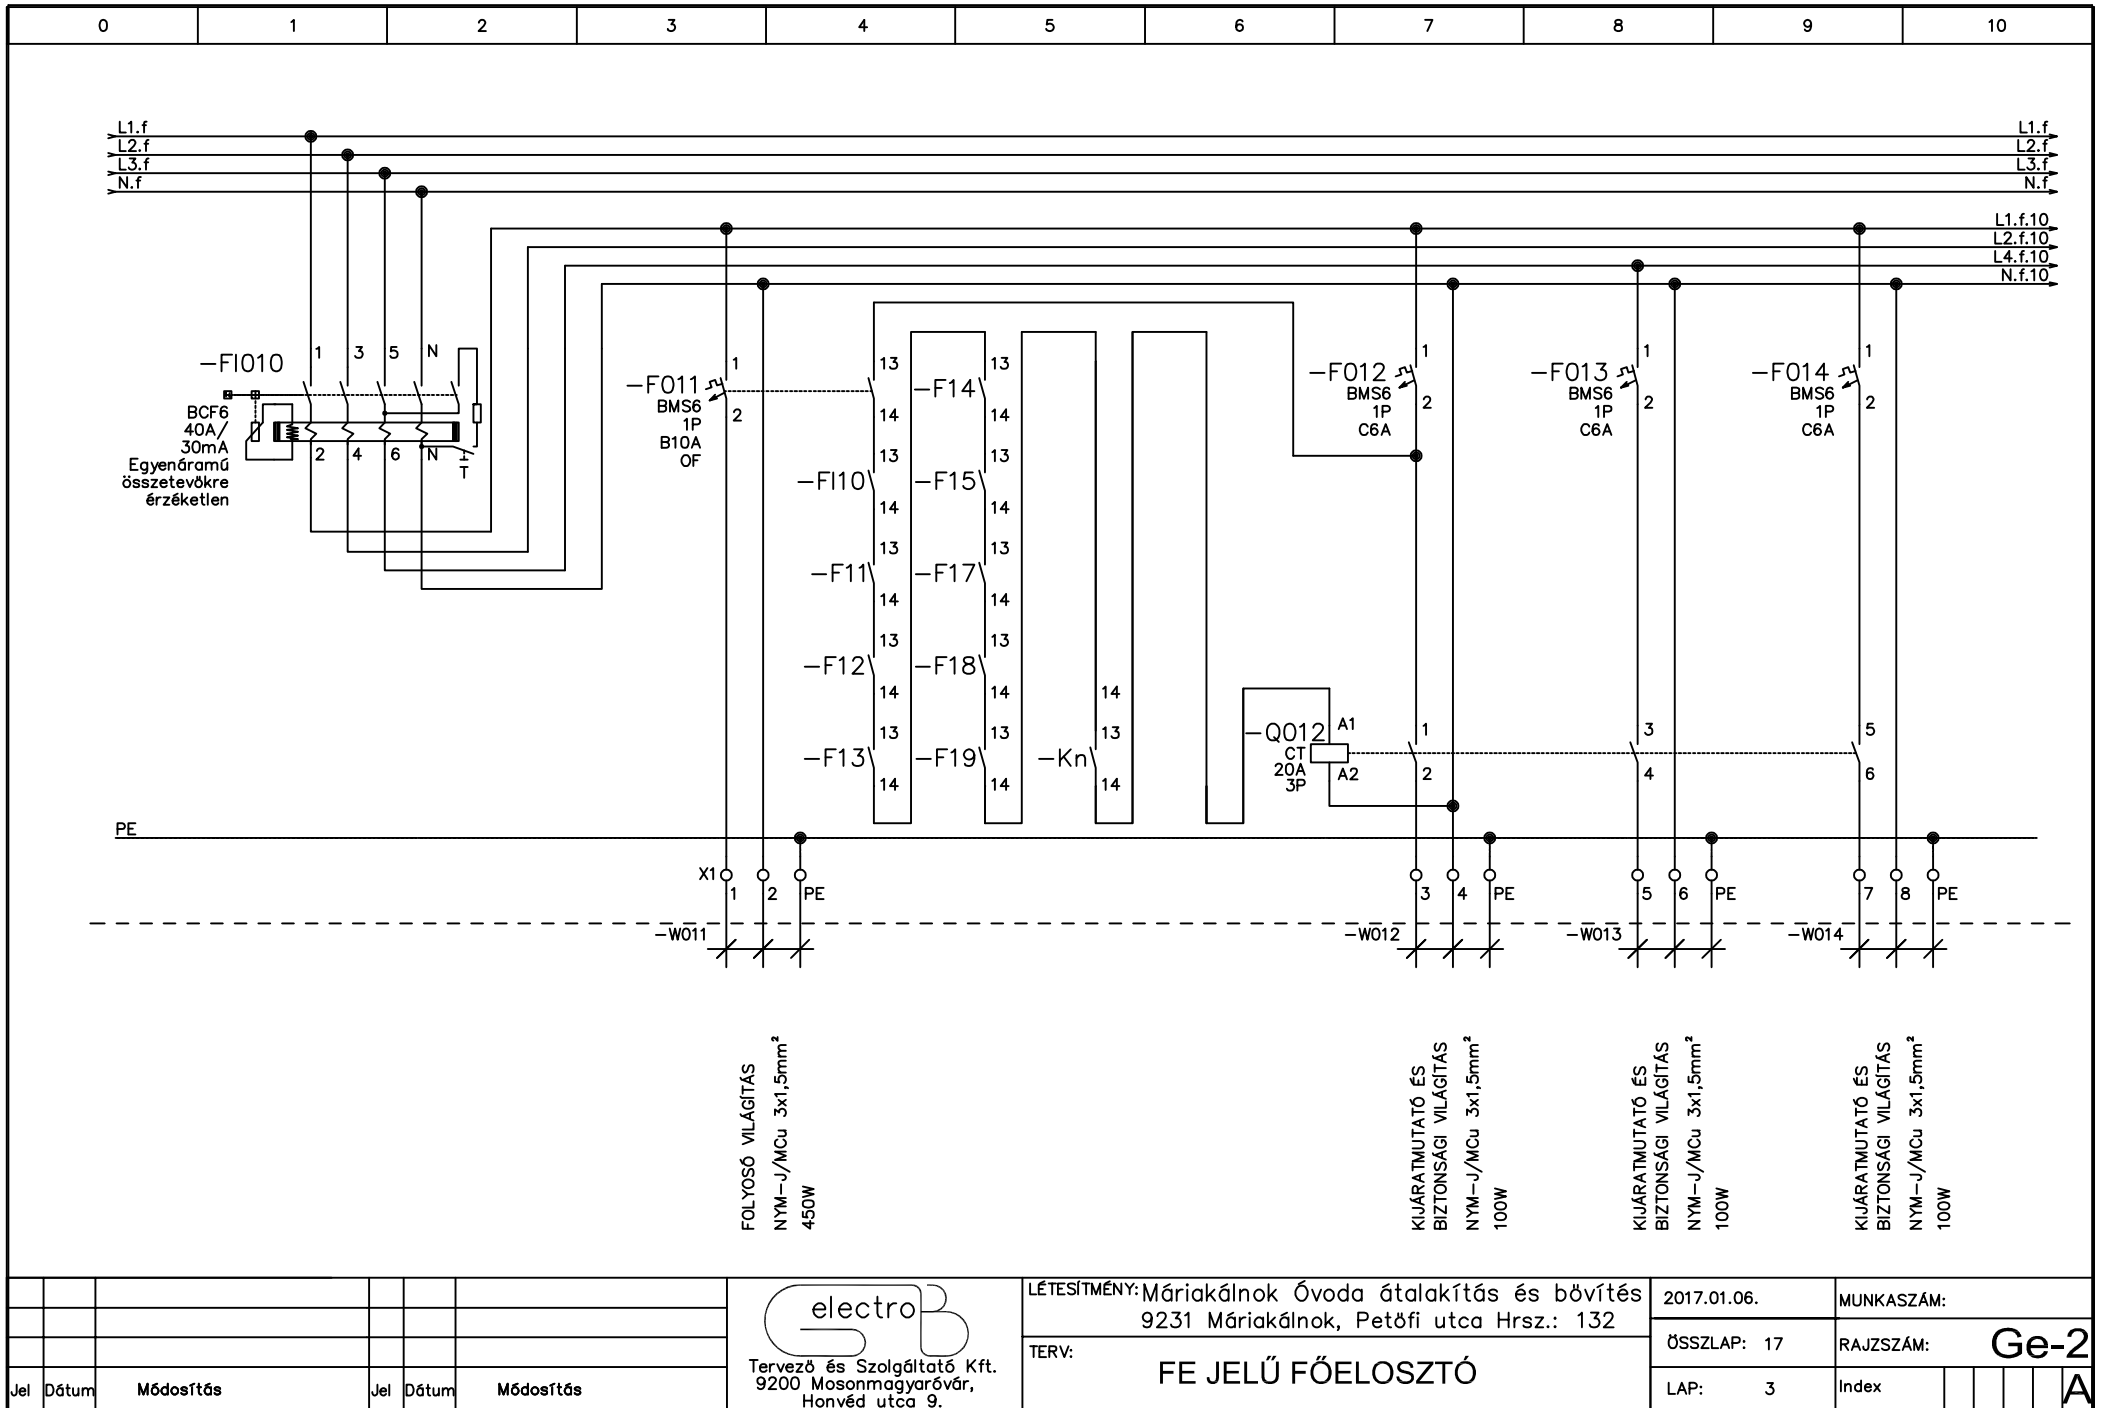 0 1 2 3 4 5 6 7 8 9 10
L1.f L1.f
L2.f L2.f
L3.f L3.f
N.f N.f
L1.f.10
L2.f.10
L4.f.10
N.f.10
-FI010
1 3 5 N
BCF6
40A/
30mA
Egyenáramú
összetevőkre
érzéketlen
2 4 6 N
T
-F011
BMS6
1P
B10A
OF
1
2
13
14
-FI10
13
14
-F11
13
14
-F12
13
14
-F13
13
14
-F14
13
14
-F15
13
14
-F17
13
14
-F18
13
14
-F19
13
14
14
-Kn
13
14
-Q012
CT
20A
3P
A1
A2
-F012
BMS6
1P
C6A
1
2
1
2
-F013
BMS6
1P
C6A
1
2
3
4
-F014
BMS6
1P
C6A
1
2
5
6
PE
X1
1 2 PE
3 4 PE
5 6 PE
7 8 PE
-W011
-W012
-W013
-W014
FOLYOSÓ VILÁGÍTÁS
NYM-J/MCu 3x1,5mm²
450W
KIJÁRATMUTATÓ ÉS
BIZTONSÁGI VILÁGÍTÁS
NYM-J/MCu 3x1,5mm²
100W
KIJÁRATMUTATÓ ÉS
BIZTONSÁGI VILÁGÍTÁS
NYM-J/MCu 3x1,5mm²
100W
KIJÁRATMUTATÓ ÉS
BIZTONSÁGI VILÁGÍTÁS
NYM-J/MCu 3x1,5mm²
100W
Jel Dátum Módosítás Jel Dátum Módosítás
electro B
Tervező és Szolgáltató Kft.
9200 Mosonmagyaróvár,
Honvéd utca 9.
LÉTESÍTMÉNY: Máriakálnok Óvoda átalakítás és bővítés
9231 Máriakálnok, Petőfi utca Hrsz.: 132
TERV:
FE JELŰ FŐELOSZTÓ
2017.01.06.
MUNKASZÁM:
ÖSSZLAP: 17
RAJZSZÁM: Ge-2
LAP: 3
Index A